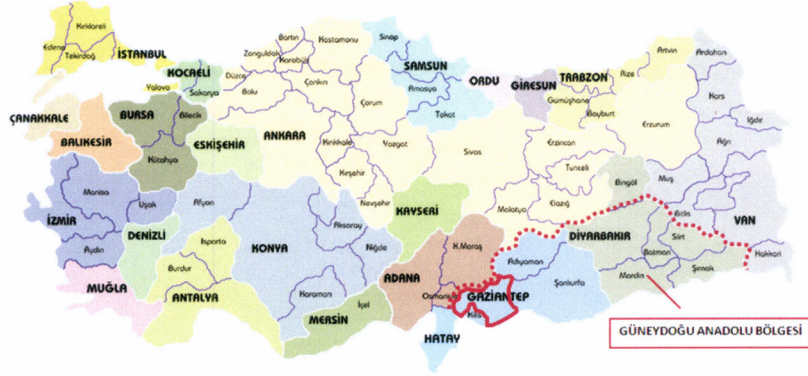 Kırklareli
Edirne
Tekirdağ
İSTANBUL
KOCAELİ
Yalova
Sakarya
Düzce
Bolu
Zonguldak
Bartın
Karabük
Kastamonu
Çankırı
Sinop
SAMSUN
Amasya
Tokat
Çorum
ORDU
GİRESUN
TRABZON
Gümüşhane
Rize
Bayburt
Artvin
Ardahan
Kars
Iğdır
Ağrı
Erzurum
Erzincan
Tunceli
Elazığ
Malatya
Sivas
Yozgat
Kırıkkale
Kırşehir
Nevşehir
ANKARA
ESKİŞEHİR
BURSA
Bilecik
Kütahya
ÇANAKKALE
BALIKESİR
Manisa
İZMİR
Uşak
Aydın
DENİZLİ
MUĞLA
Afyon
Isparta
Burdur
ANTALYA
KONYA
Aksaray
Niğde
Karaman
KAYSERİ
MERSİN
İçel
ADANA
K.Maraş
Osmaniye
HATAY
GAZİANTEP
Kilis
Adıyaman
Şanlıurfa
DİYARBAKIR
Bingöl
Muş
Bitlis
VAN
Siirt
Batman
Mardin
Şırnak
Hakkari
GÜNEYDOĞU ANADOLU BÖLGESİ